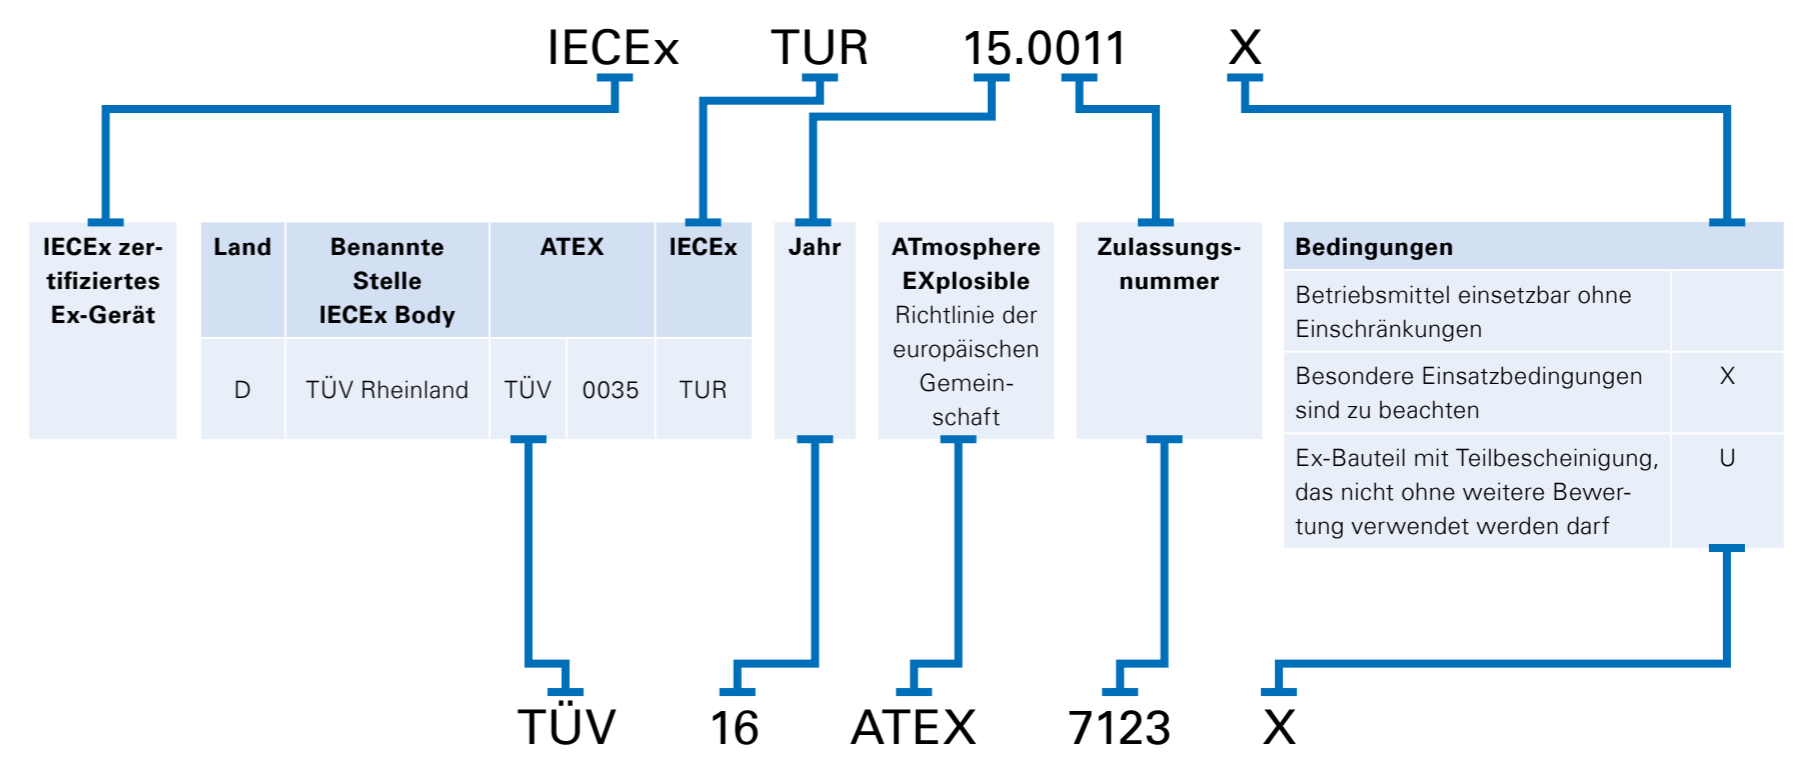 IECEx TUR 15.0011 X
IECEx zer-
tifiziertes
Ex-Gerät
Land
Benannte
Stelle
IECEx Body
ATEX
IECEx
D
TÜV Rheinland
TÜV
0035
TUR
Jahr
ATmosphere
EXplosible
Richtlinie der
europäischen
Gemein-
schaft
Zulassungs-
nummer
Bedingungen
Betriebsmittel einsetzbar ohne
Einschränkungen
Besondere Einsatzbedingungen X
sind zu beachten
Ex-Bauteil mit Teilbescheinigung, U
das nicht ohne weitere Bewer-
tung verwendet werden darf
TÜV 16 ATEX 7123 X